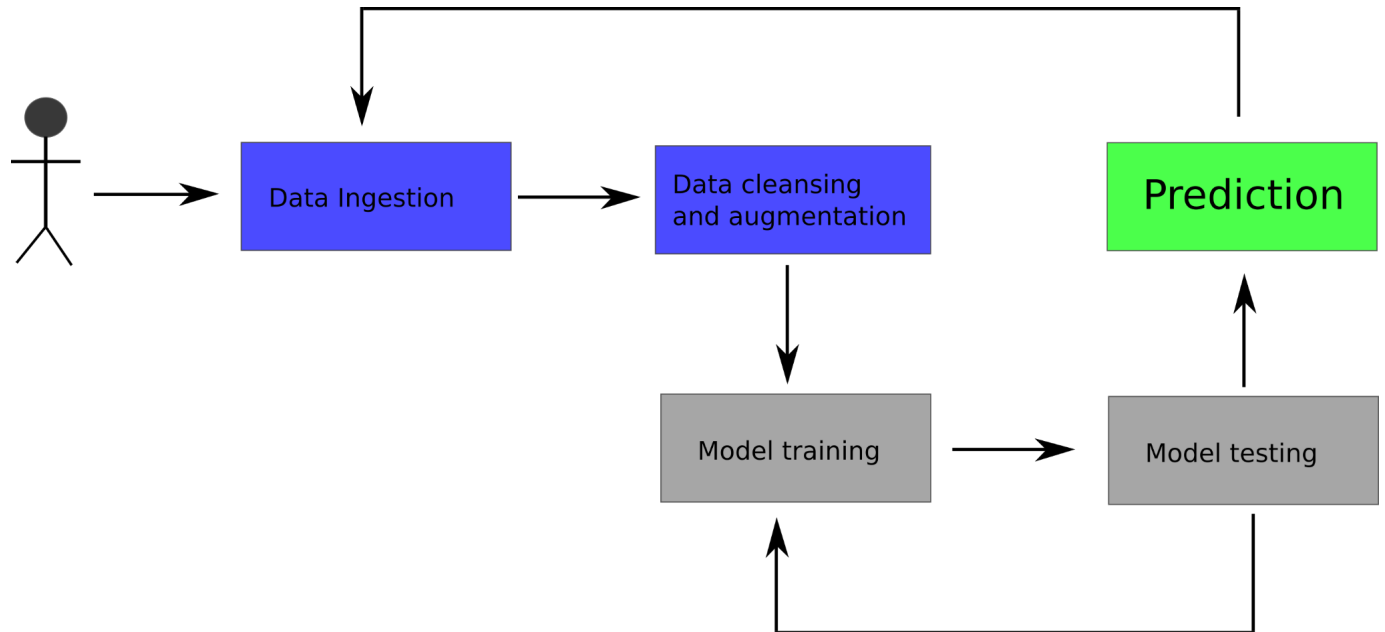 Data Ingestion
Data cleansing
and augmentation
Prediction
Model training
Model testing